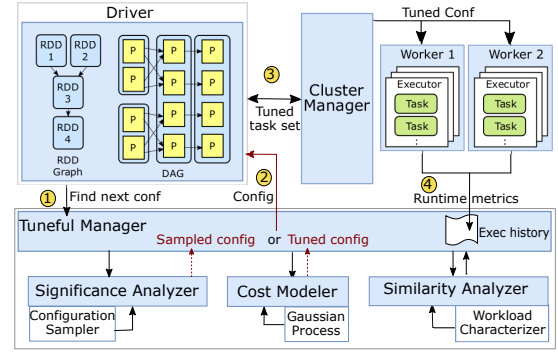 Driver
RDD
1
RDD
2
RDD
3
RDD
4
RDD
Graph
P
P
P
P
P
P
P
P
P
P
P
P
DAG
3
Tuned
task set
Cluster
Manager
Tuned Conf
Worker 1
Executor
Task
Task
Worker 2
Executor
Task
Task
1
Find next conf
2
Config
4
Runtime metrics
Tuneful Manager
Sampled config or Tuned config
Exec history
Significance Analyzer
Configuration
Sampler
Cost Modeler
Gaussian
Process
Similarity Analyzer
Workload
Characterizer